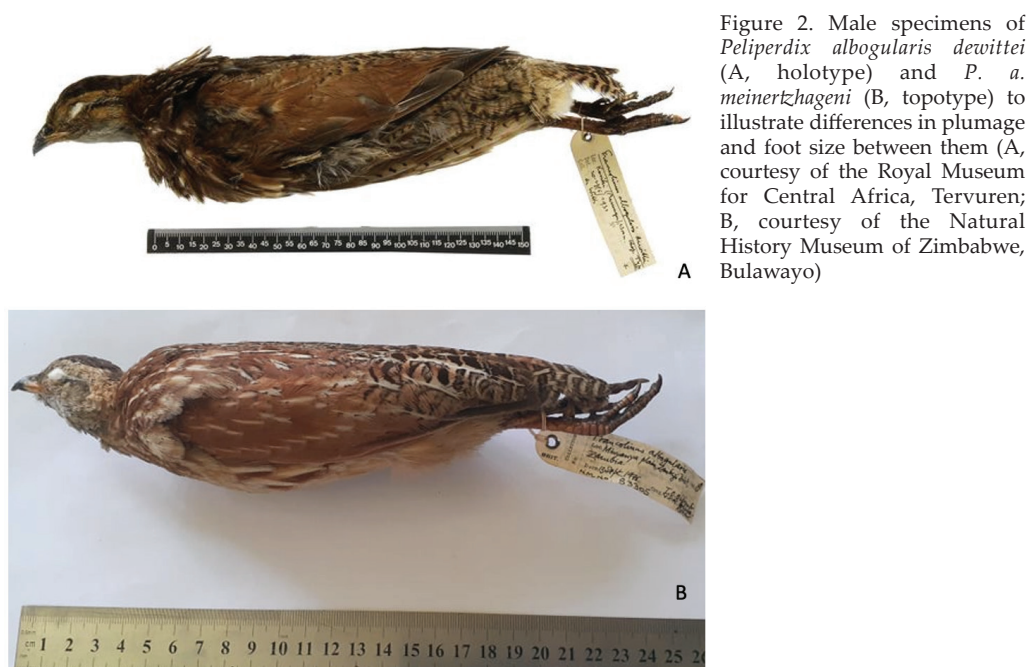 Figure 2. Male specimens of
Peliperdix albogularis dewittei
(A, holotype) and P. a.
meinertzhageni (B, topotype) to
illustrate differences in plumage
and foot size between them (A,
courtesy of the Royal Museum
for Central Africa, Tervuren;
B, courtesy of the Natural
History Museum of Zimbabwe,
Bulawayo)
0 5 10 15 20 25 30 35 40 45 50 55 60 65 70 75 80 85 90 95 100 105 110 115 120 125 130 135 140 145 150
A
Francolinus albogularis
Zambia
B
cm 1 2 3 4 5 6 7 8 9 10 11 12 13 14 15 16 17 18 19 20 21 22 23 24 25 26